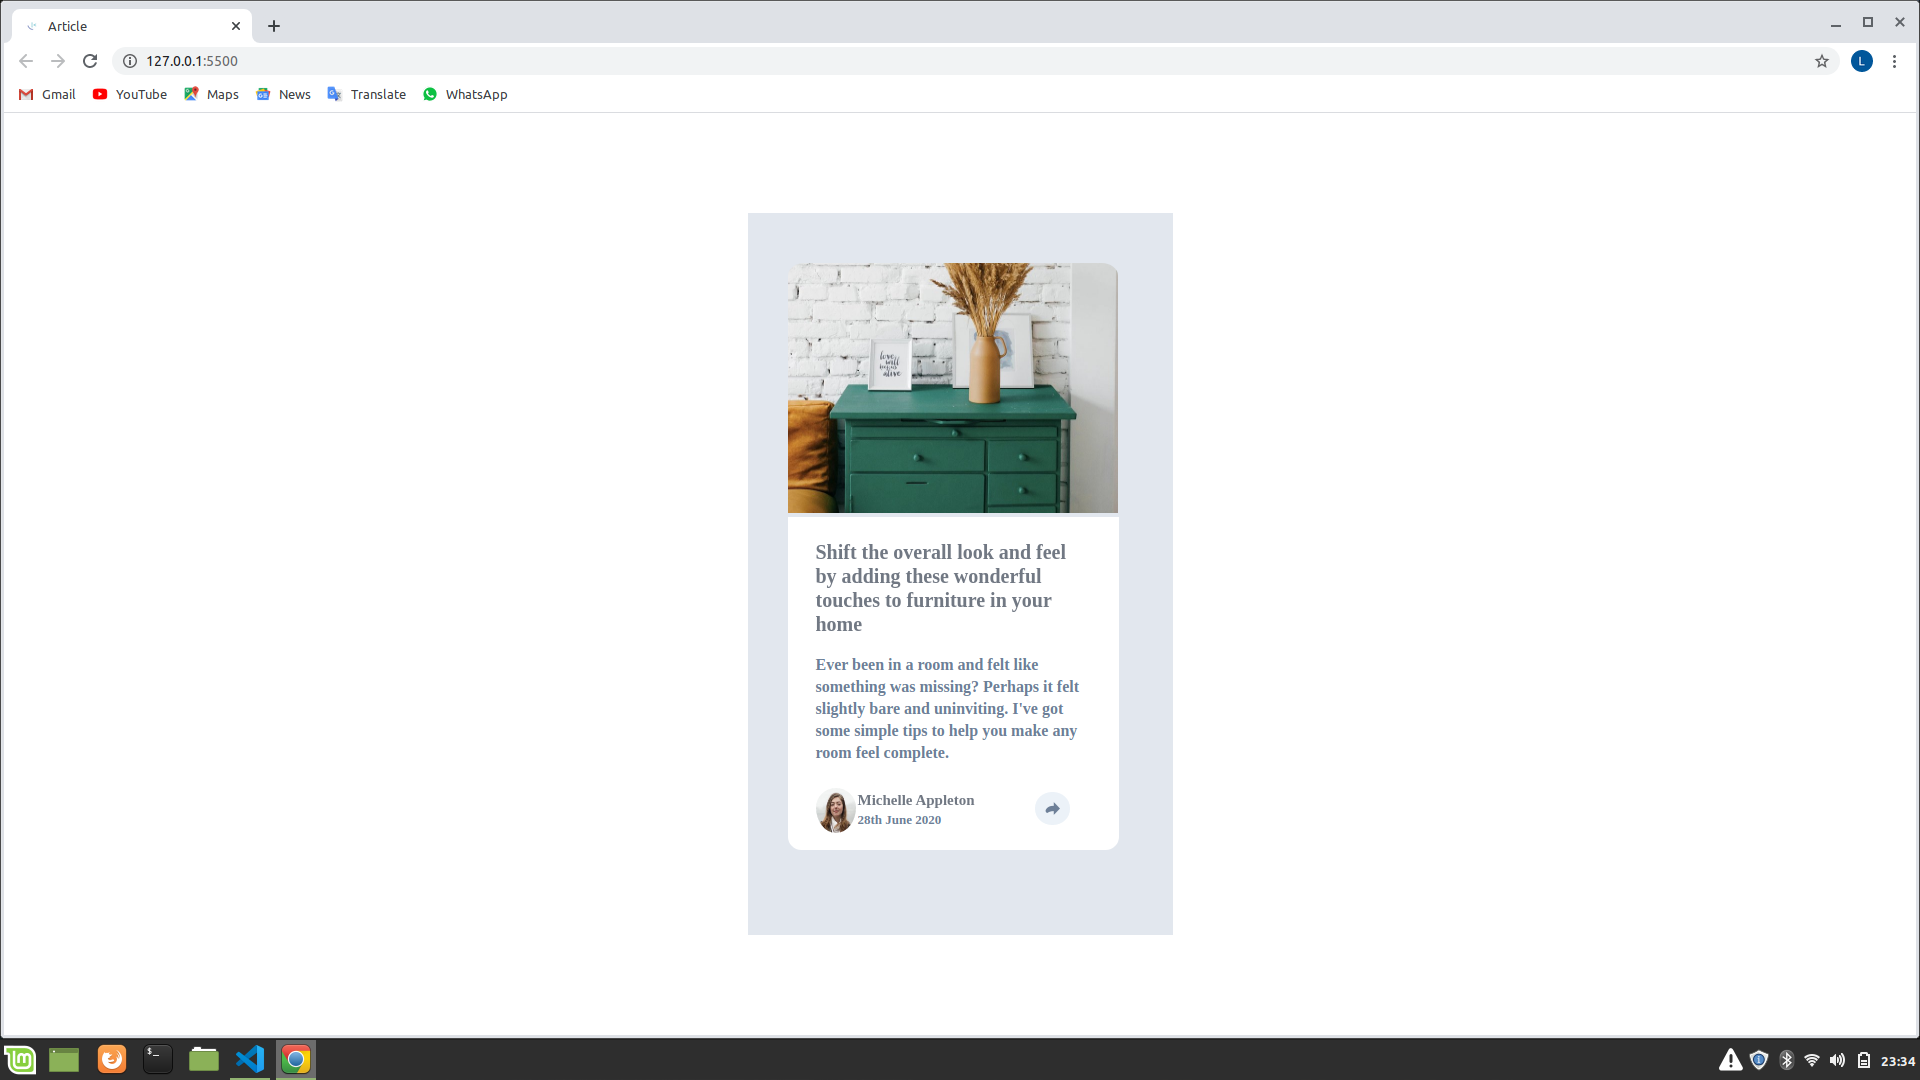 Article
127.0.0.1:5500
L
Gmail YouTube Maps News Translate WhatsApp
love
will
alive
Shift the overall look and feel
by adding these wonderful
touches to furniture in your
home
Ever been in a room and felt like
something was missing? Perhaps it felt
slightly bare and uninviting. I've got
some simple tips to help you make any
room feel complete.
Michelle Appleton
28th June 2020
23:34